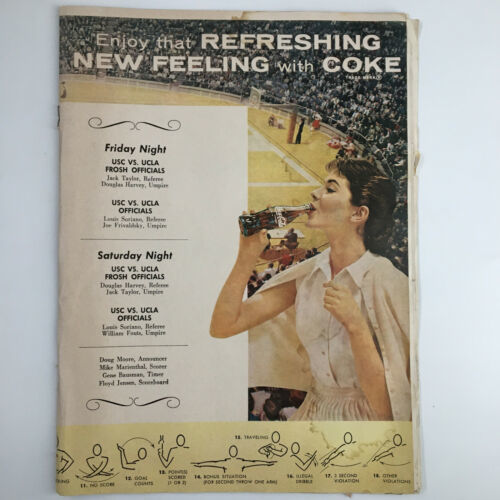 Enjoy that REFRESHING
NEW FEELING with COKE
TRADE MARK ®
Friday Night
USC VS. UCLA
FROSH OFFICIALS
Jack Taylor, Referee
Douglas Harvey, Umpire
USC VS. UCLA
OFFICIALS
Louis Soriano, Referee
Joe Frivaldsky, Umpire
Saturday Night
USC VS. UCLA
FROSH OFFICIALS
Douglas Harvey, Referee
Jack Taylor, Umpire
USC VS. UCLA
OFFICIALS
Louis Soriano, Referee
William Fouts, Umpire
Doug Moore, Announcer
Mike Marienthal, Scorer
Gene Bausman, Timer
Floyd Jensen, Scoreboard
11. NO SCORE
12. GOAL
COUNTS
13. POINT(S)
SCORED
(1 OR 2)
14. BONUS SITUATION
(FOR SECOND THROW ONE ARM)
15. TRAVELING
16. ILLEGAL
DRIBBLE
17. 3 SECOND
VIOLATION
18. OTHER
VIOLATIONS